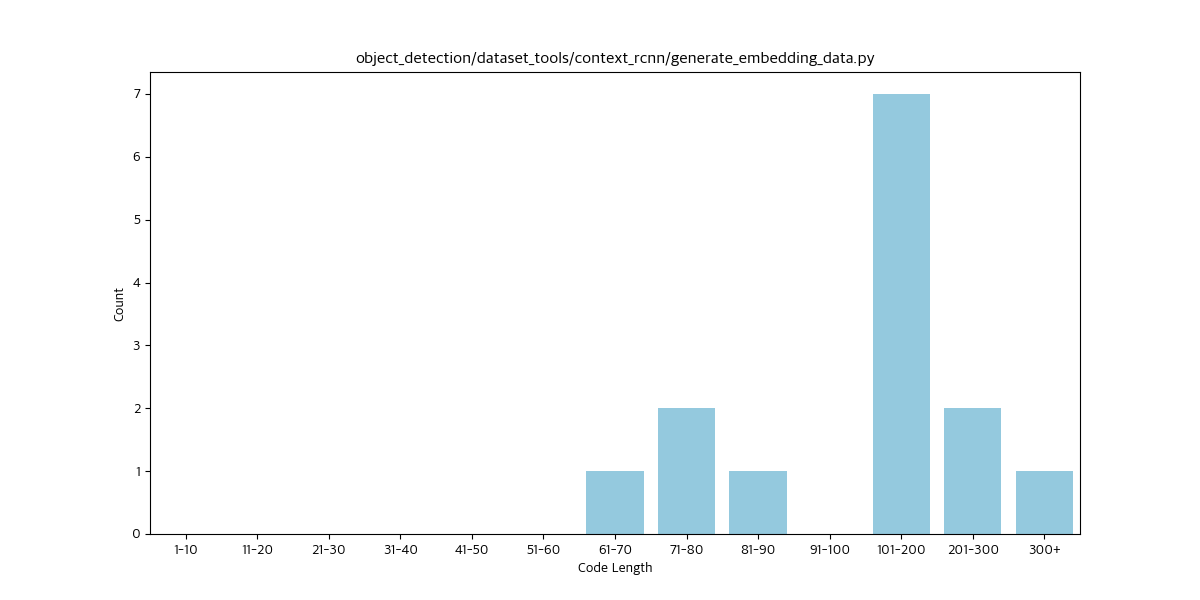 object_detection/dataset_tools/context_rcnn/generate_embedding_data.py
7
6
5
4
3
2
1
0
Count
1-10 11-20 21-30 31-40 41-50 51-60 61-70 71-80 81-90 91-100 101-200 201-300 300+
Code Length